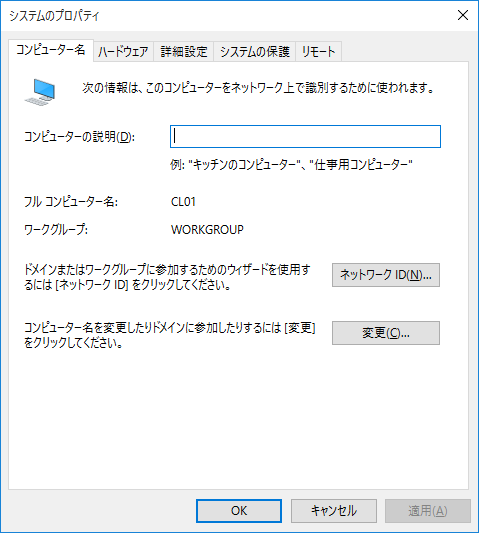 システムのプロパティ
コンピューター名 ハードウェア 詳細設定 システムの保護 リモート
次の情報は、このコンピューターをネットワーク上で識別するために使われます。
コンピューターの説明(D):
例: "キッチンのコンピューター"、"仕事用コンピューター"
フル コンピューター名: CL01
ワークグループ: WORKGROUP
ドメインまたはワークグループに参加するためのウィザードを使用す
るには [ネットワーク ID] をクリックしてください。
ネットワーク ID(N)...
コンピューター名を変更したりドメインに参加したりするには [変更]
をクリックしてください。
変更(C)...
OK キャンセル 適用(A)